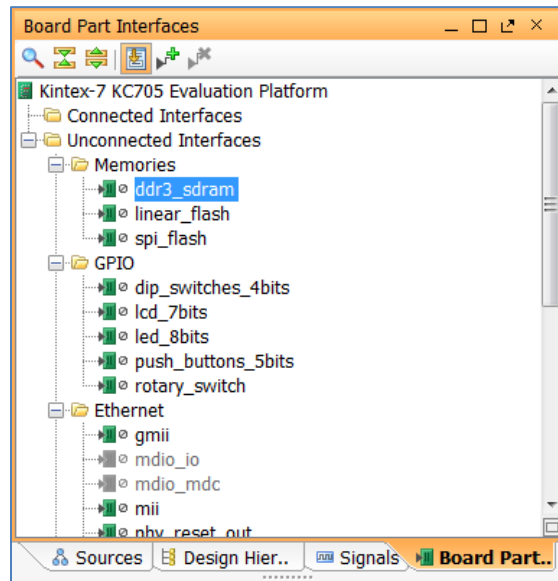 Board Part Interfaces
Kintex-7 KC705 Evaluation Platform
Connected Interfaces
Unconnected Interfaces
Memories
ddr3_sdram
linear_flash
spi_flash
GPIO
dip_switches_4bits
lcd_7bits
led_8bits
push_buttons_5bits
rotary_switch
Ethernet
gmii
mdio_io
mdio_mdc
mii
phy_reset_out
Sources Design Hier.. Signals Board Part..